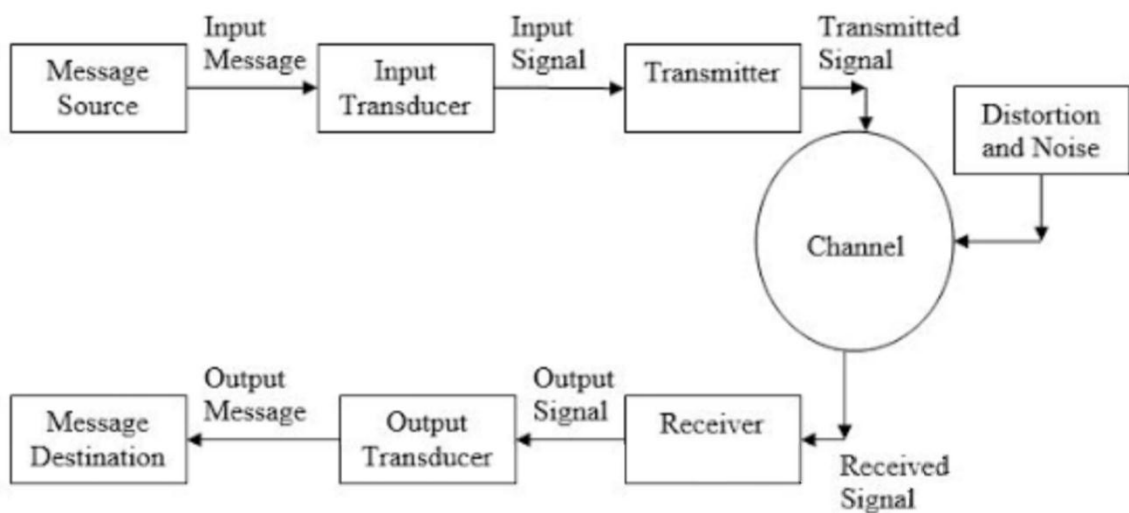 Message
Source
Input
Message
Input
Transducer
Input
Signal
Transmitter
Transmitted
Signal
Distortion
and Noise
Channel
Message
Destination
Output
Message
Output
Transducer
Output
Signal
Receiver
Received
Signal